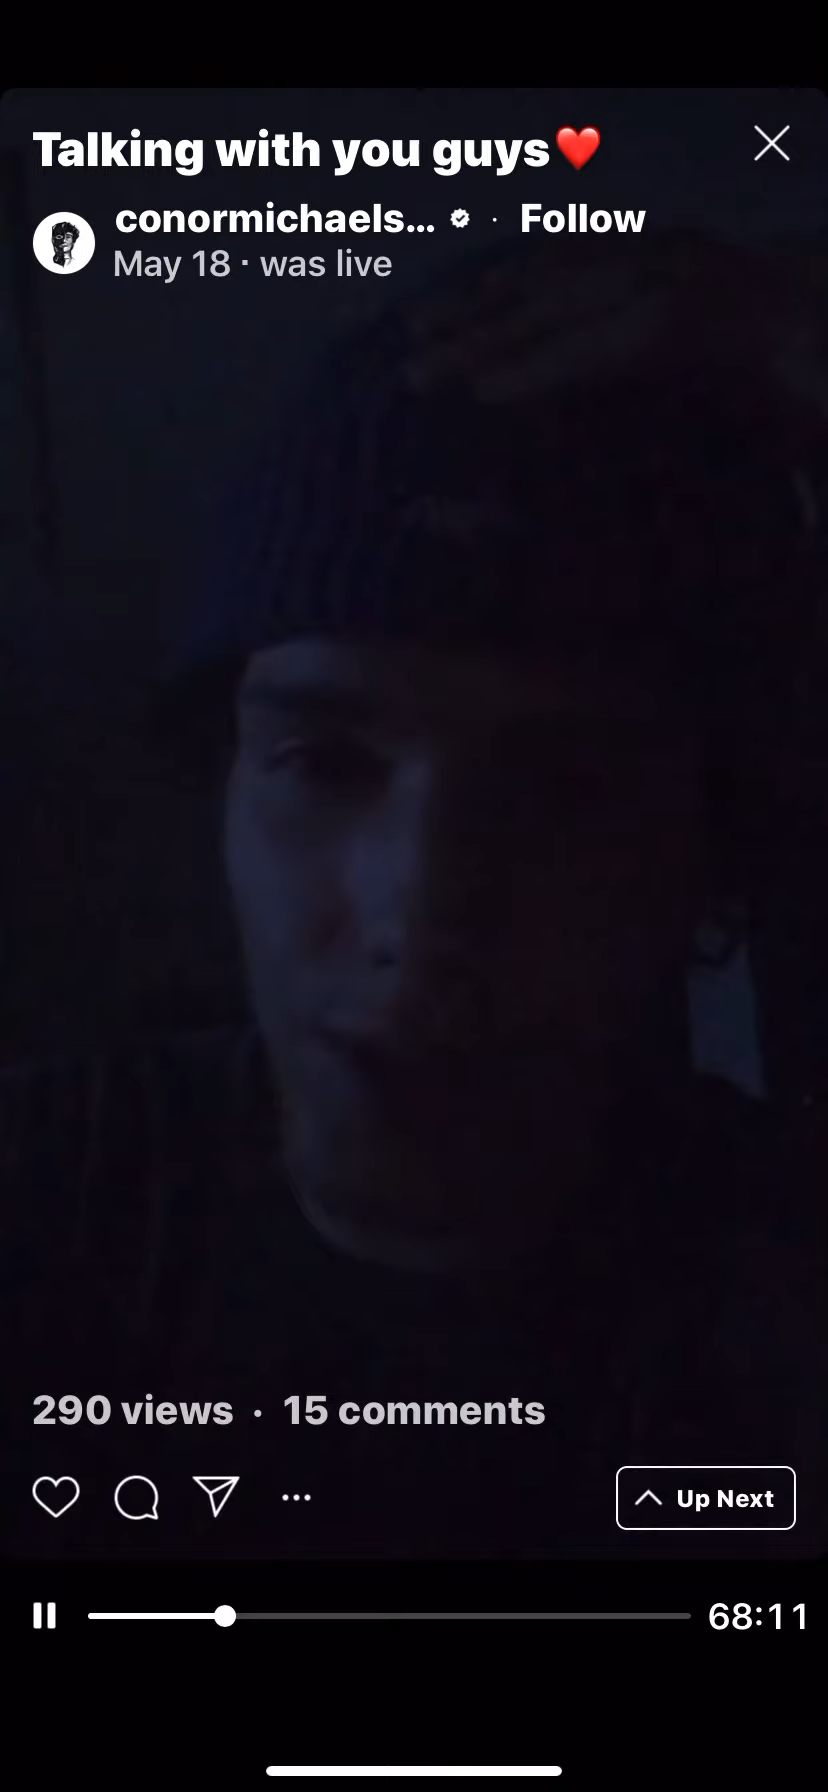 Talking with you guys❤️
conormichaels... · Follow
May 18 · was live
290 views · 15 comments
Up Next
68:11